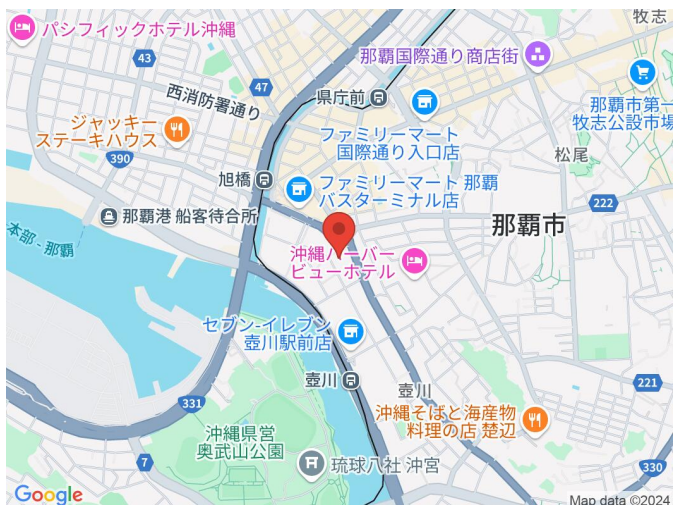 パシフィックホテル沖縄
牧志
43
那覇国際通り商店街
47
西消防署通り
県庁前
那覇市第一
牧志公設市場
ジャッキー
ステーキハウス
ファミリーマート
国際通り入口店
390
松尾
旭橋
ファミリーマート 那覇
バスターミナル店
222
那覇港 船客待合所
那覇市
本部 - 那覇
沖縄ハーバー
ビューホテル
セブン-イレブン
壺川駅前店
壺川
壺川
221
331
沖縄そばと海産物
料理の店 楚辺
沖縄県営
奥武山公園
7
琉球八社 沖宮
330
Google
Map data ©2024